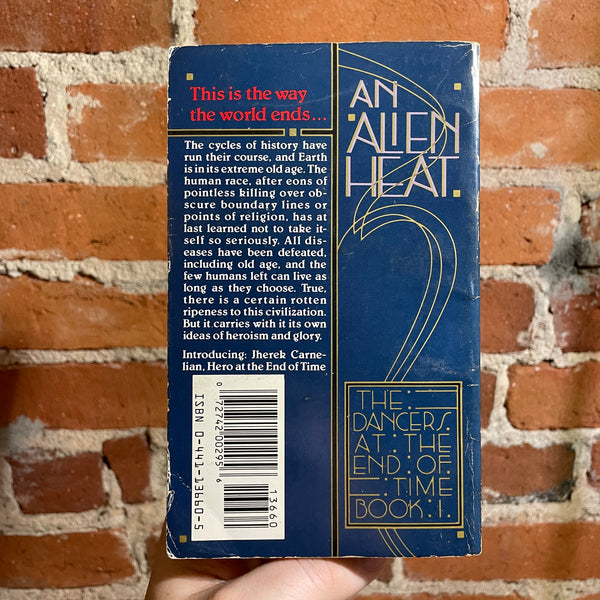 This is the way
the world ends...
The cycles of history have
run their course, and Earth
is in its extreme old age. The
human race, after eons of
pointless killing over ob-
scure boundary lines or
points of religion, has at
last learned not to take it-
self so seriously. All dis-
eases have been defeated,
including old age, and the
few humans left can live as
long as they choose. True,
there is a certain rotten
ripeness to this civilization.
But it carries with it its own
ideas of heroism and glory.
Introducing: Jherek Carne-
lian, Hero at the End of Time
ISBN 0-441-13660-5
0 72742 00295 6
13660
AN
ALIEN
HEAT
THE
DANCERS
AT THE
END OF
TIME
BOOK 1